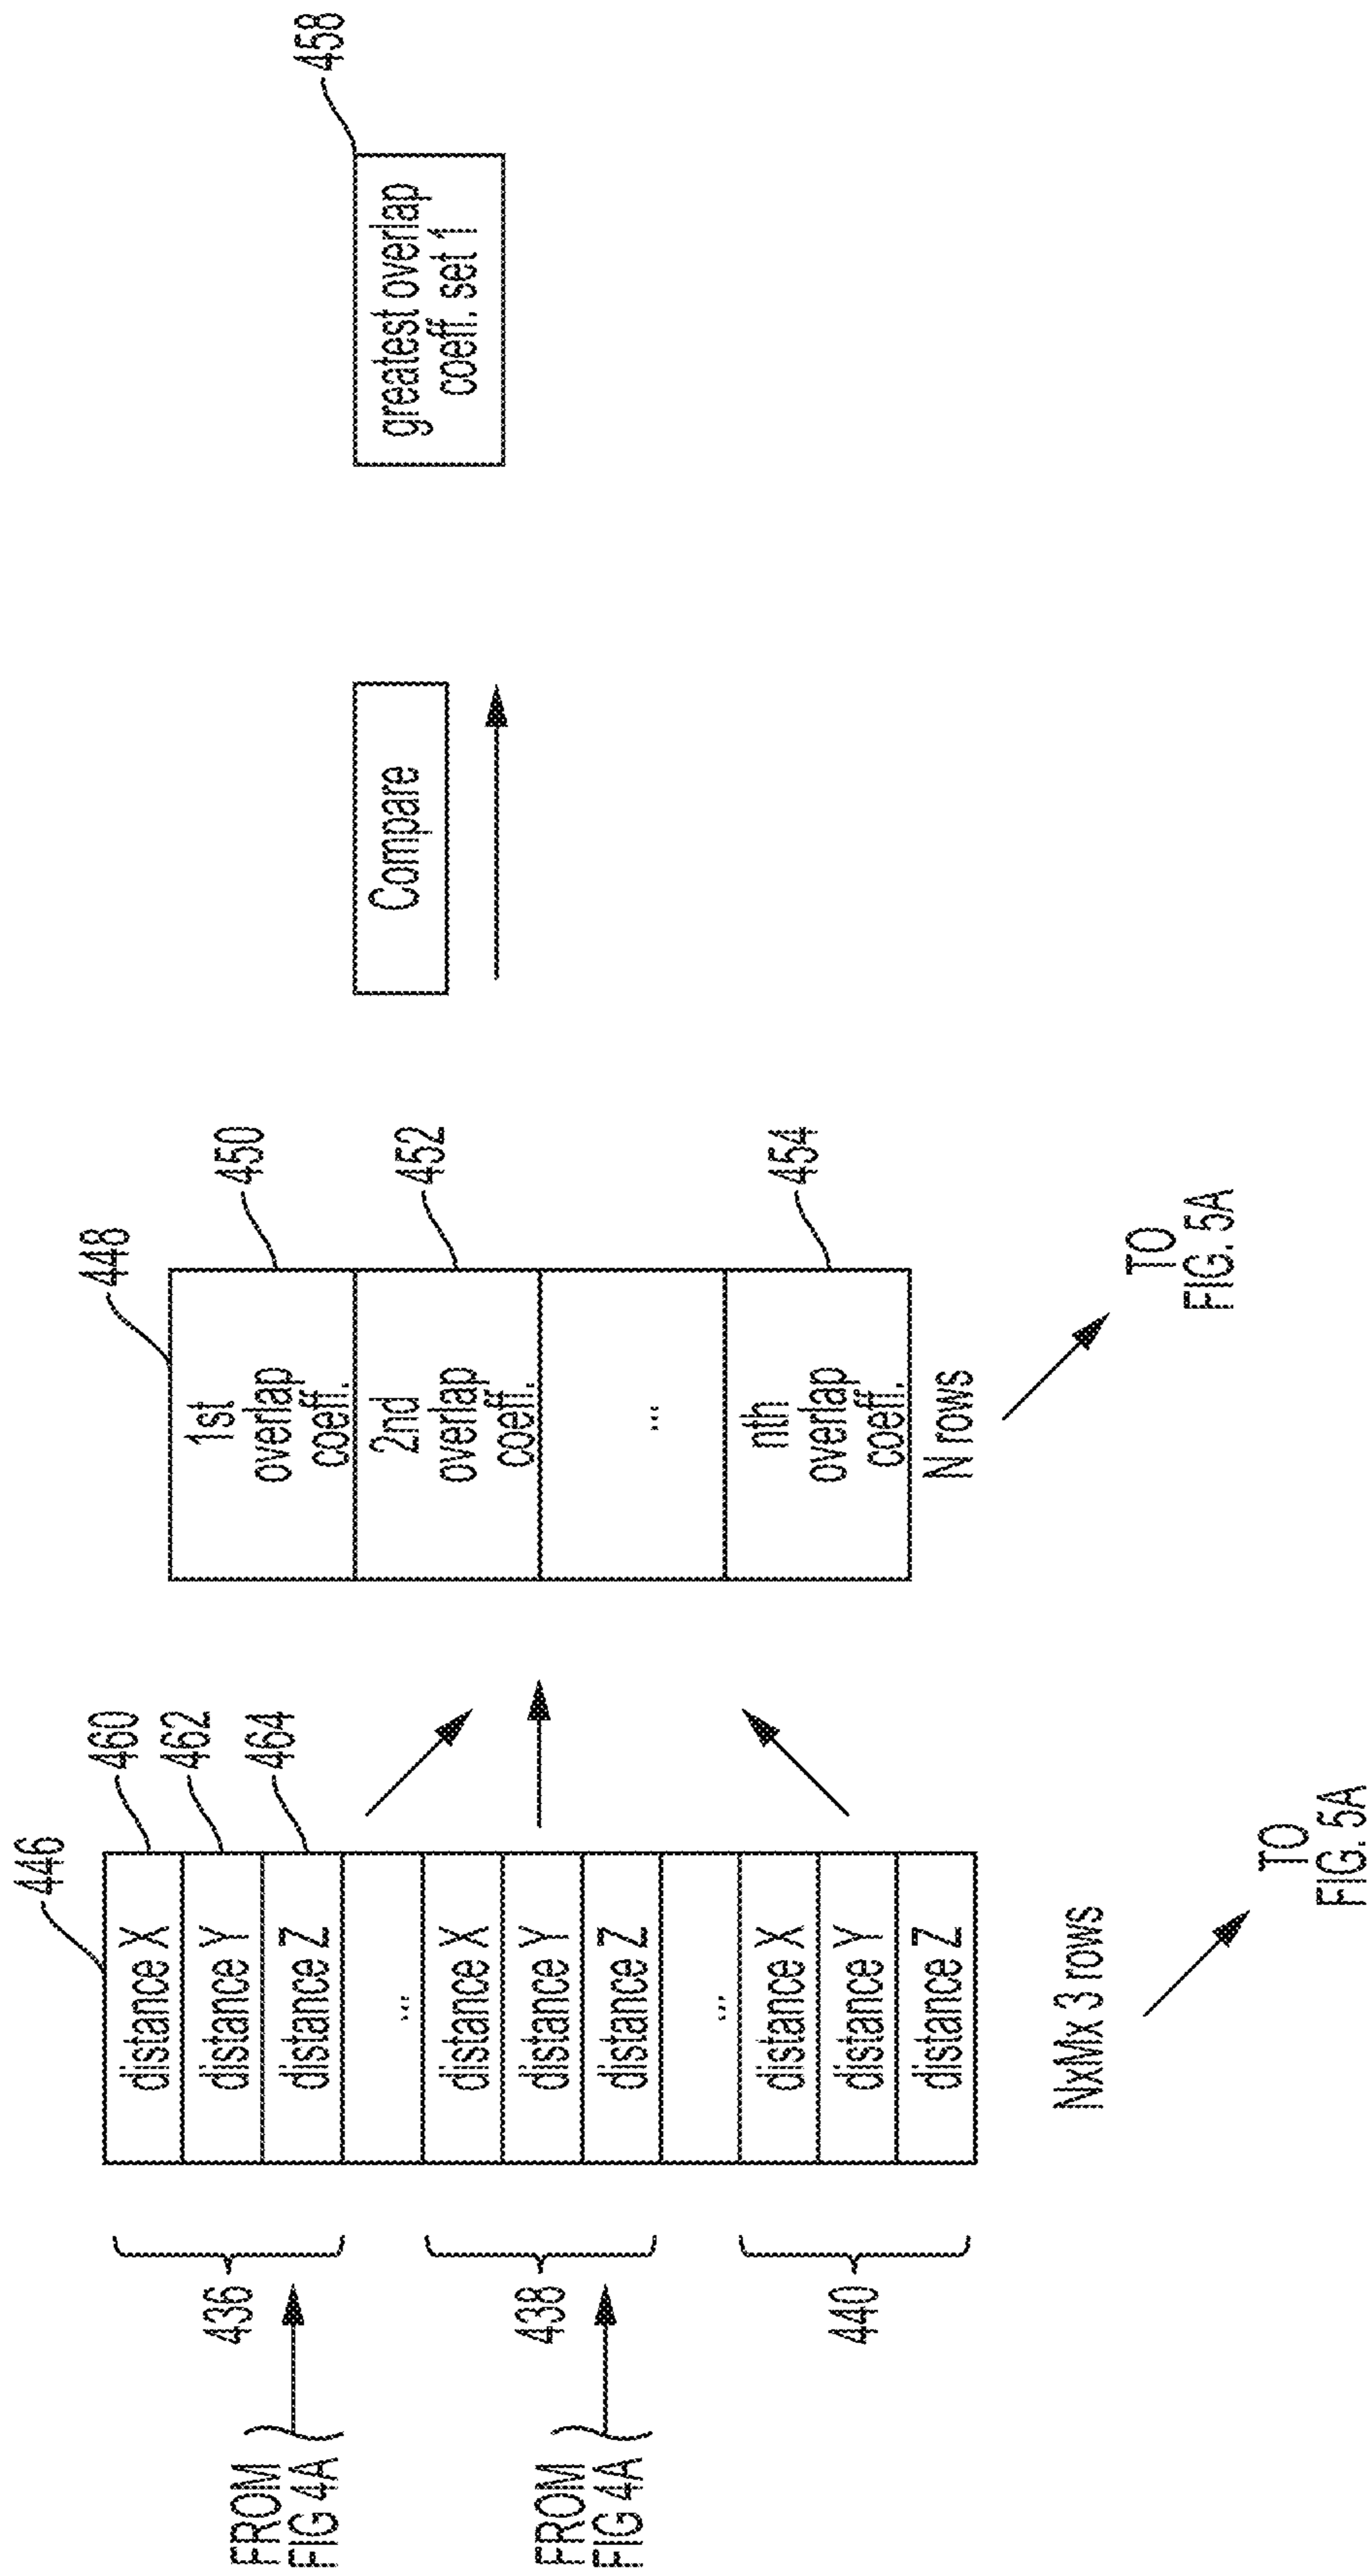 FROM
FIG 4A
FROM
FIG 4A
436
438
440
446
460
462
464
distance X
distance Y
distance Z
...
distance X
distance Y
distance Z
...
distance X
distance Y
distance Z
NxMx 3 rows
TO
FIG. 5A
448
450
452
454
1st
overlap
coeff.
2nd
overlap
coeff.
...
nth
overlap
coeff.
N rows
TO
FIG. 5A
Compare
458
greatest overlap
coeff. set 1